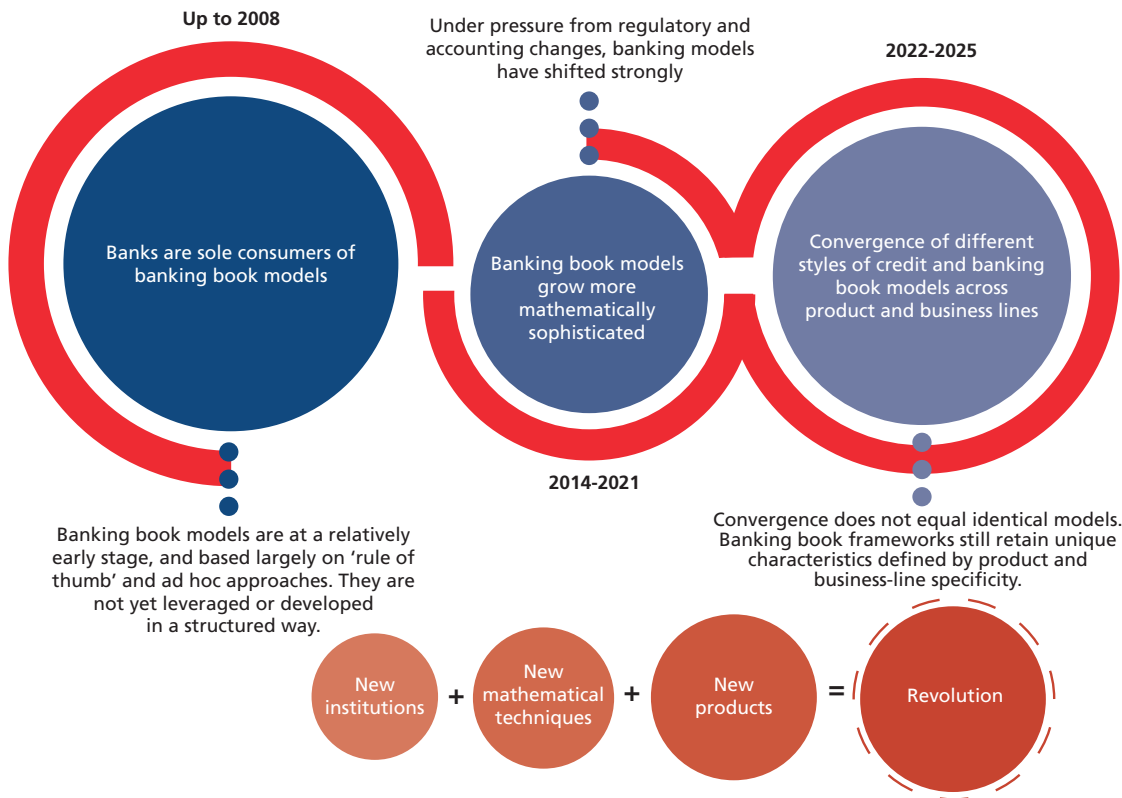 Up to 2008
Banks are sole consumers of
banking book models
Banking book models are at a relatively
early stage, and based largely on ‘rule of
thumb’ and ad hoc approaches. They are
not yet leveraged or developed
in a structured way.
Under pressure from regulatory and
accounting changes, banking models
have shifted strongly
Banking book models
grow more
mathematically
sophisticated
2014-2021
2022-2025
Convergence of different
styles of credit and banking
book models across
product and business lines
Convergence does not equal identical models.
Banking book frameworks still retain unique
characteristics defined by product and
business-line specificity.
New
institutions
+
New
mathematical
techniques
+
New
products
=
Revolution